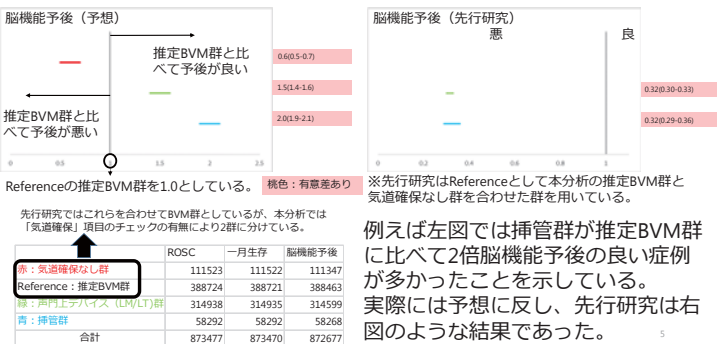 脳機能予後（予想）
推定BVM群と比
べて予後が良い
推定BVM群と比
べて予後が悪い
0.6(0.5-0.7)
1.5(1.4-1.6)
2.0(1.9-2.1)
0
0.5
1.5
2
2.5
Referenceの推定BVM群を1.0としている。
桃色：有意差あり
脳機能予後（先行研究）
悪
良
0.32(0.30-0.33)
0.32(0.29-0.36)
0
0.2
0.4
0.6
0.8
1
※先行研究はReferenceとして本分析の推定BVM群と
気道確保なし群を合わせた群を用いている。
先行研究ではこれらを合わせてBVM群としているが、本分析では
「気道確保」項目のチェックの有無により2群に分けている。
ROSC 一月生存 脳機能予後
赤：気道確保なし群 111523 111522 111347
Reference：推定BVM群 388724 388721 388463
緑：声門上デバイス（LM/LT)群 314938 314935 314599
青：挿管群 58292 58292 58268
合計 873477 873470 872677
例えば左図では挿管群が推定BVM群
に比べて2倍脳機能予後の良い症例
が多かったことを示している。
実際には予想に反し、先行研究は右
図のような結果であった。
5